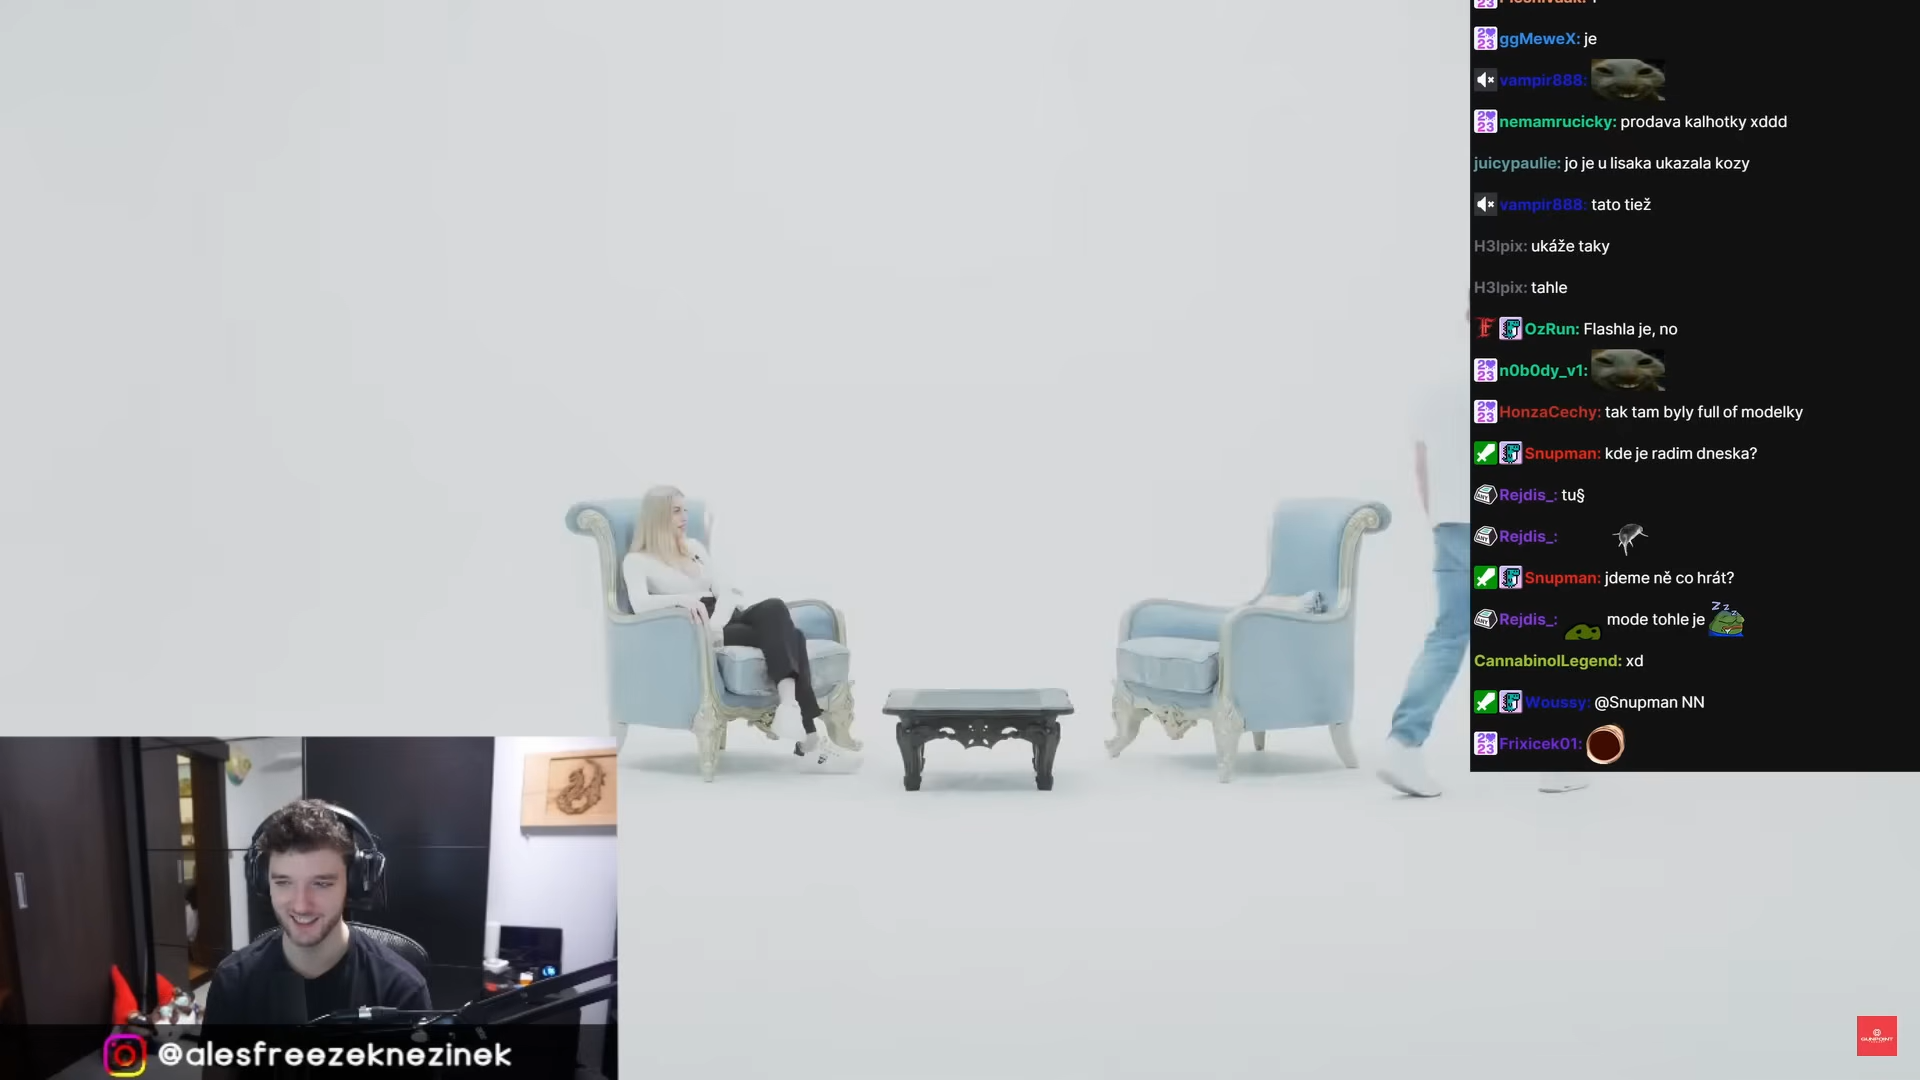 ggMeweX: je
vampir888:
nemamrucicky: prodava kalhotky xddd
juicypaulie: jo je u lisaka ukazala kozy
vampir888: tato tiež
H3lpix: ukáže taky
H3lpix: tahle
OzRun: Flashla je, no
n0b0dy_v1:
HonzaCechy: tak tam byly full of modelky
Snupman: kde je radim dneska?
Rejdis_: tu§
Rejdis_:
Snupman: jdeme ně co hrát?
Rejdis_: mode tohle je
CannabinolLegend: xd
Woussy: @Snupman NN
Frixicek01:
@alesfreezeknezinek
GUNPOINT